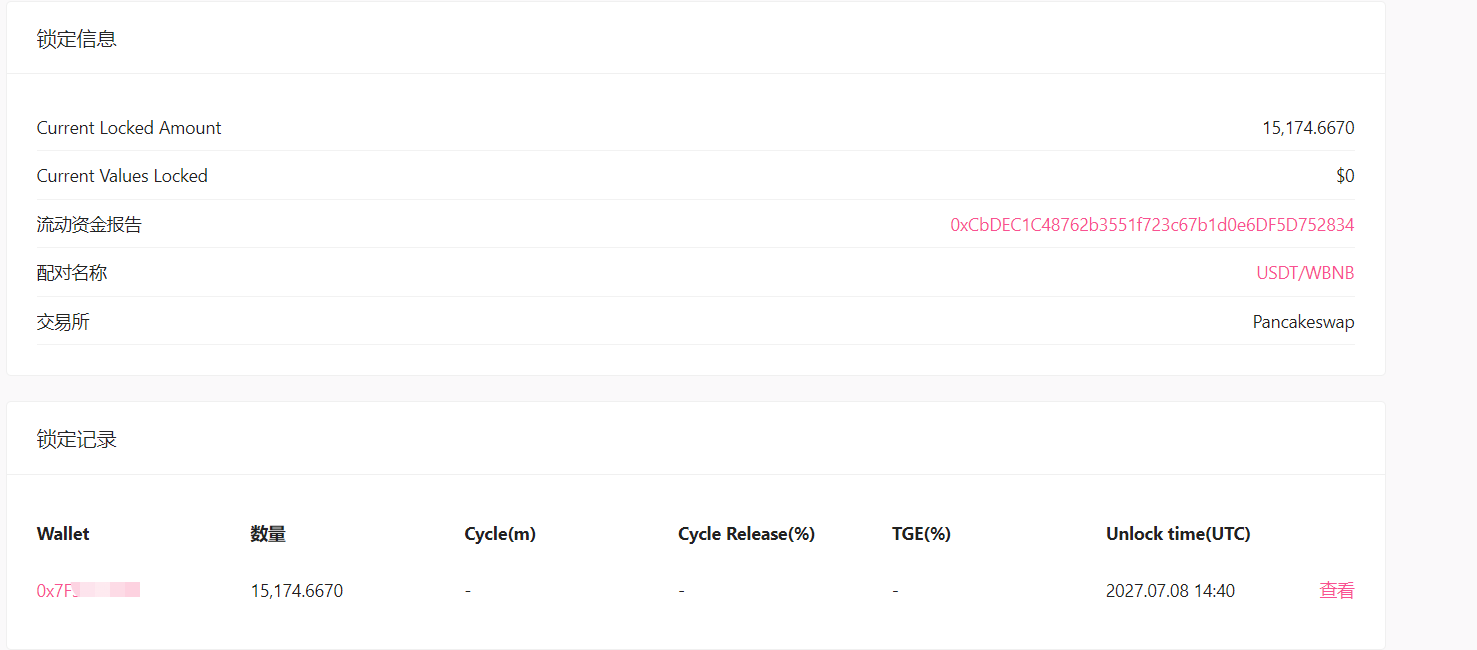 锁定信息
Current Locked Amount 15,174.6670
Current Values Locked $0
流动资金报告 0xCbDEC1C48762b3551f723c67b1d0e6DF5D752834
配对名称 USDT/WBNB
交易所 Pancakeswap
锁定记录
Wallet 数量 Cycle(m) Cycle Release(%) TGE(%) Unlock time(UTC)
0x7F 15,174.6670 - - - 2027.07.08 14:40 查看